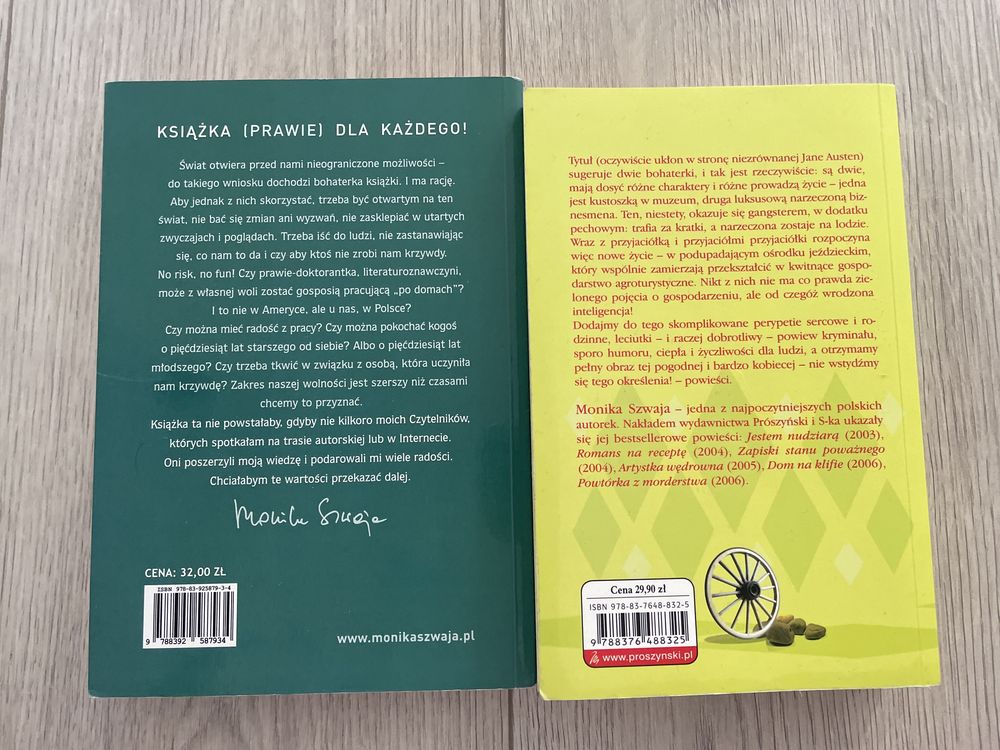 KSIĄŻKA (PRAWIE) DLA KAŻDEGO!
Świat otwiera przed nami nieograniczone możliwości –
do takiego wniosku dochodzi bohaterka książki. I ma rację.
Aby jednak z nich skorzystać, trzeba być otwartym na ten
świat, nie bać się zmian ani wyzwań, nie zasklepiać w utartych
zwyczajach i poglądach. Trzeba iść do ludzi, nie zastanawiając
się, co nam to da i czy aby ktoś nie zrobi nam krzywdy.
No risk, no fun! Czy prawie-doktorantka, literaturoznawczyni,
może z własnej woli zostać gosposią pracującą „po domach”?
I to nie w Ameryce, ale u nas, w Polsce?
Czy można mieć radość z pracy? Czy można pokochać kogoś
o pięćdziesiąt lat starszego od siebie? Albo o pięćdziesiąt lat
młodszego? Czy trzeba tkwić w związku z osobą, która uczyniła
nam krzywdę? Zakres naszej wolności jest szerszy niż czasami
chcemy to przyznać.
Książka ta nie powstałaby, gdyby nie kilkoro moich Czytelników,
których spotkałam na trasie autorskiej lub w Internecie.
Oni poszerzyli moją wiedzę i podarowali mi wiele radości.
Chciałabym te wartości przekazać dalej.
Monika Szwaja
CENA: 32,00 ZŁ
ISBN 978-83-925879-3-4
9 788392 587934
www.monikaszwaja.pl
Tytuł (oczywiście ukłon w stronę niezrównanej Jane Austen)
sugeruje dwie bohaterki, i tak jest rzeczywiście: są dwie,
mają dosyć różne charaktery i różne prowadzą życie – jedna
jest kustoszką w muzeum, druga luksusową narzeczoną biz-
nesmena. Ten, niestety, okazuje się gangsterem, w dodatku
pechowym: trafia za kratki, a narzeczona zostaje na lodzie.
Wraz z przyjaciółką i przyjaciółmi przyjaciółki rozpoczyna
więc nowe życie – w podupadającym ośrodku jeździeckim,
który wspólnie zamierzają przekształcić w kwitnące gospo-
darstwo agroturystyczne. Nikt z nich nie ma co prawda zie-
lonego pojęcia o gospodarzeniu, ale od czegóż wrodzona
inteligencja!
Dodajmy do tego skomplikowane perypetie sercowe i ro-
dzinne, leciutki – i raczej dobrotliwy – powiew kryminału,
sporo humoru, ciepła i życzliwości dla ludzi, a otrzymamy
pełny obraz tej pogodnej i bardzo kobiecej – nie wstydźmy
się tego określenia! – powieści.
Monika Szwaja – jedna z najpoczytniejszych polskich
autorek. Nakładem wydawnictwa Prószyński i S-ka ukazały
się jej bestsellerowe powieści: Jestem nudziarą (2003),
Romans na receptę (2004), Zapiski stanu poważnego
(2004), Artystka wędrowna (2005), Dom na klifie (2006),
Powtórka z morderstwa (2006).
Cena 29,90 zł
ISBN 978-83-7648-832-5
9 788376 488325
www.proszynski.pl